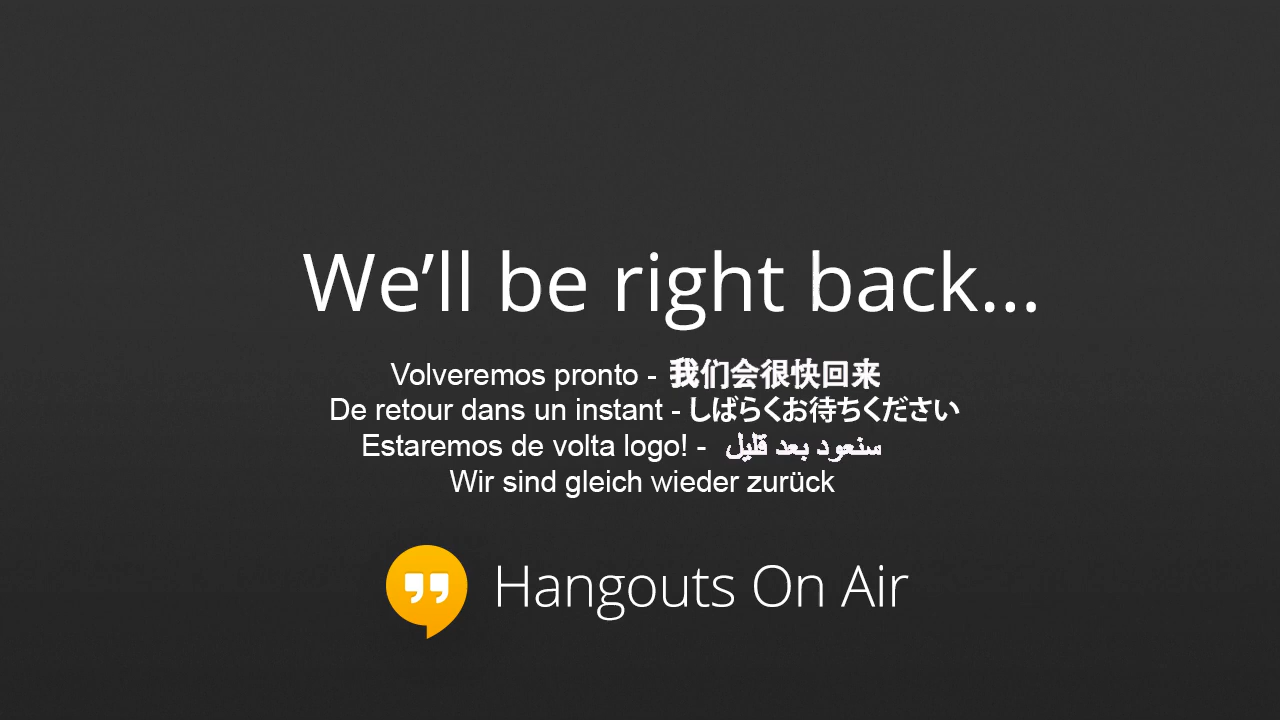 We’ll be right back...
Volveremos pronto - 我们会很快回来
De retour dans un instant - しばらくお待ちください
Estaremos de volta logo! - سنعود بعد قليل
Wir sind gleich wieder zurück
Hangouts On Air